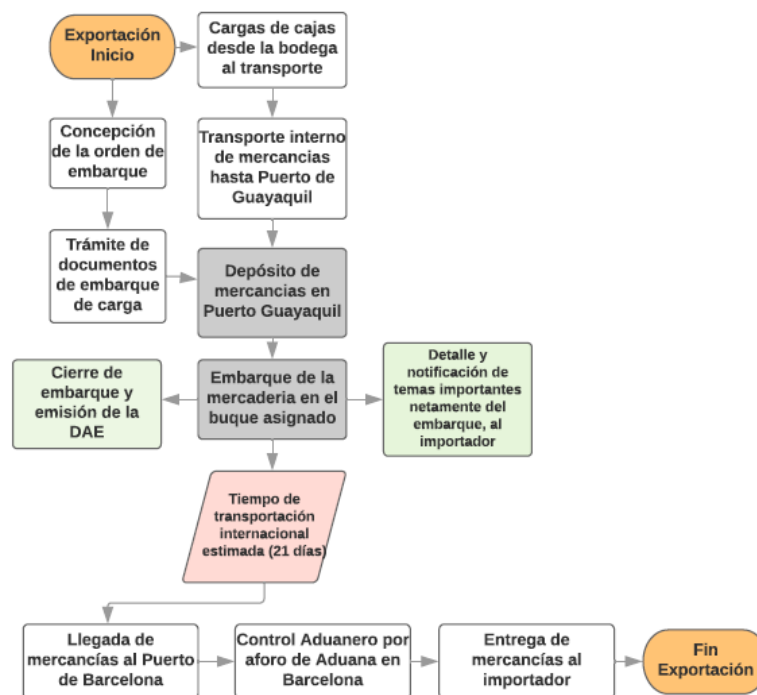 Exportación
Inicio
Cargas de cajas
desde la bodega
al transporte
Concepción
de la orden de
embarque
Transporte interno
de mercancias
hasta Puerto de
Guayaquil
Trámite de
documentos
de embarque
de carga
Depósito de
mercancias en
Puerto Guayaquil
Cierre de
embarque y
emisión de la
DAE
Embarque de la
mercaderia en el
buque asignado
Detalle y
notificación de
temas importantes
netamente del
embarque, al
importador
Tiempo de
transportación
internacional
estimada (21 días)
Llegada de
mercancías al Puerto
de Barcelona
Control Aduanero por
aforo de Aduana en
Barcelona
Entrega de
mercancías al
importador
Fin
Exportación